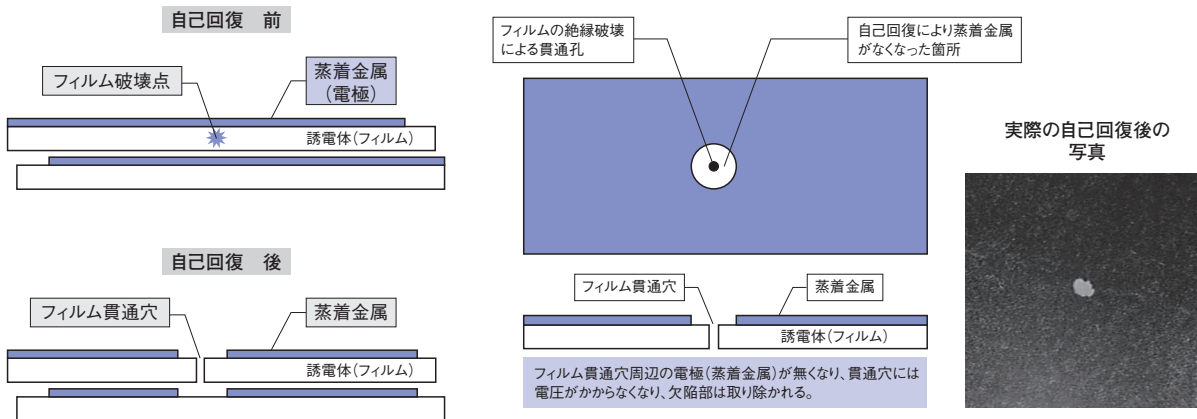 自己回復　前
フィルム破壊点
蒸着金属
(電極)
誘電体(フィルム)
自己回復　後
フィルム貫通穴
蒸着金属
誘電体(フィルム)
フィルムの絶縁破壊
による貫通孔
自己回復により蒸着金属
がなくなった箇所
フィルム貫通穴
蒸着金属
誘電体(フィルム)
フィルム貫通穴周辺の電極(蒸着金属)が無くなり、貫通穴には
電圧がかからなくなり、欠陥部は取り除かれる。
実際の自己回復後の
写真